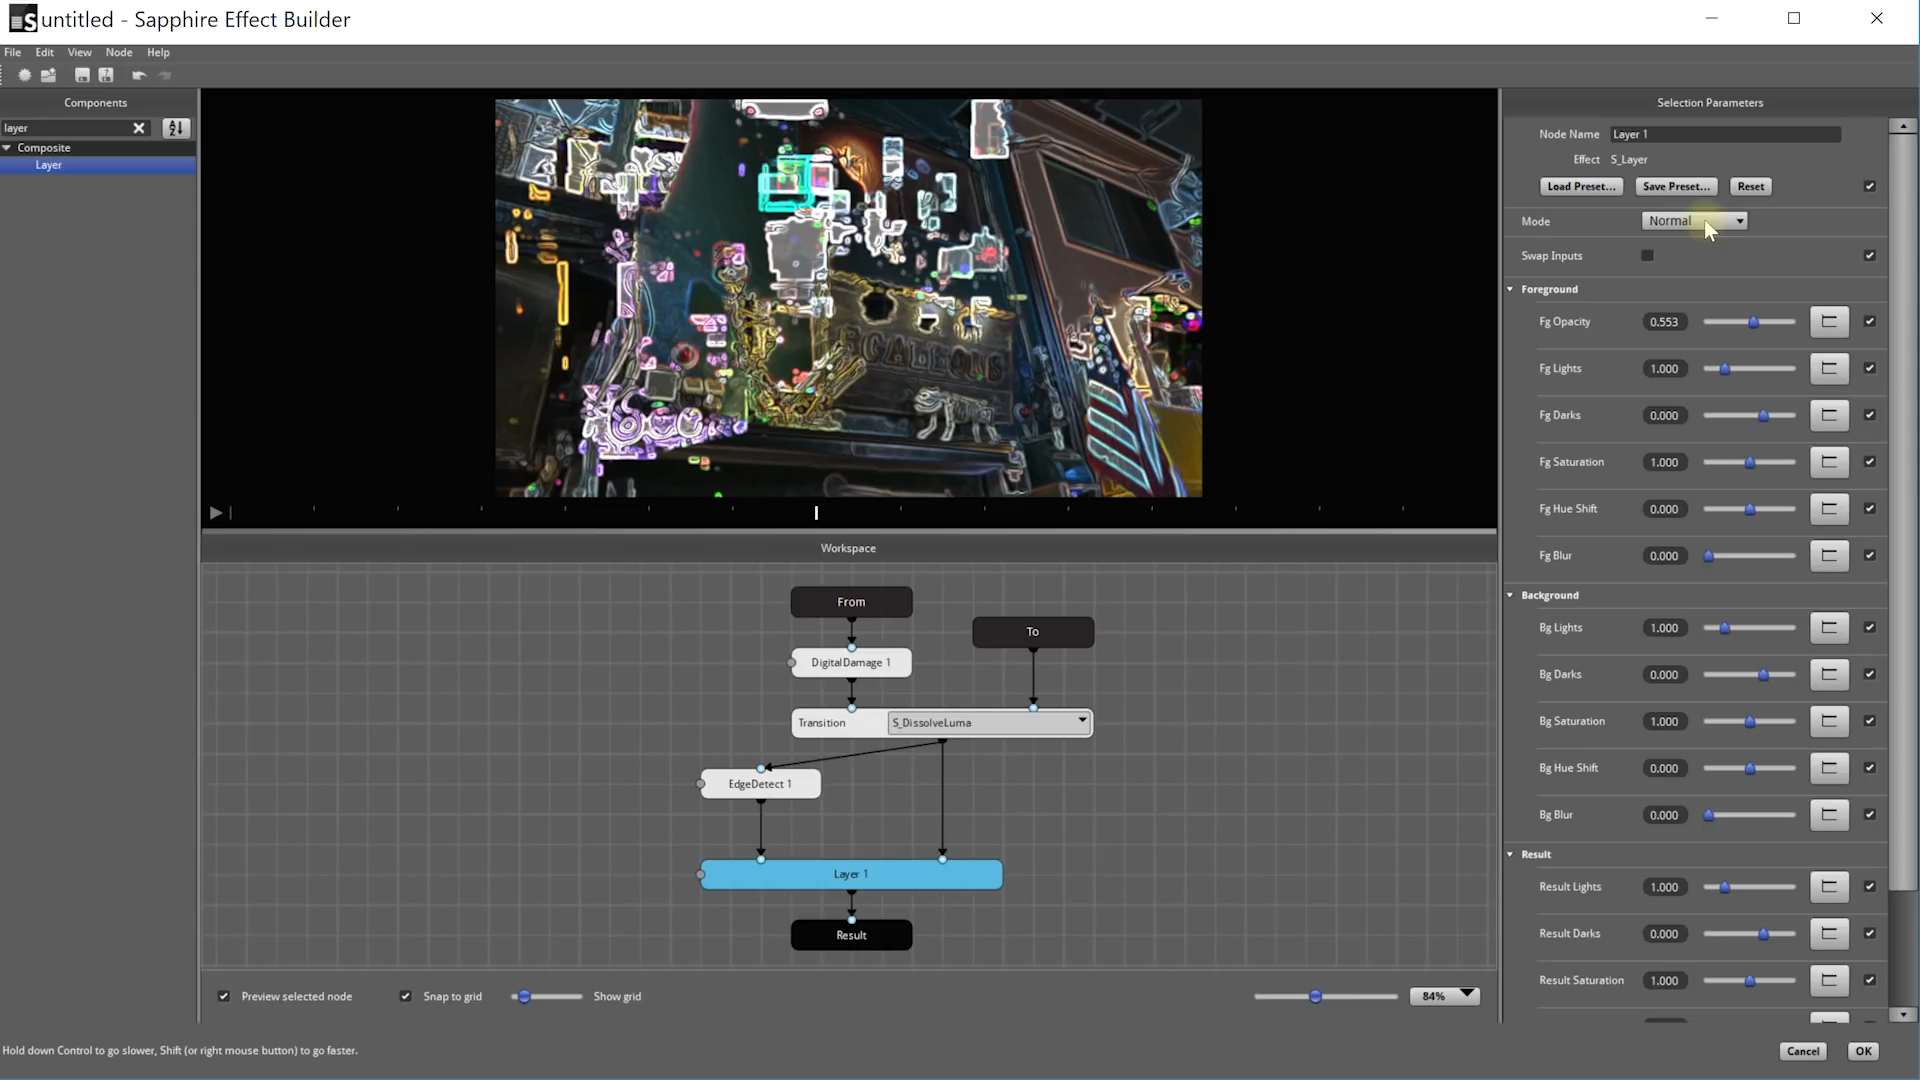 untitled - Sapphire Effect Builder
File Edit View Node Help
Components
layer
Composite
Layer
Selection Parameters
Node Name Layer 1
Effect S_Layer
Load Preset... Save Preset... Reset
Mode Normal
Swap Inputs
Foreground
Fg Opacity 0.553
Fg Lights 1.000
Fg Darks 0.000
Fg Saturation 1.000
Fg Hue Shift 0.000
Fg Blur 0.000
Background
Bg Lights 1.000
Bg Darks 0.000
Bg Saturation 1.000
Bg Hue Shift 0.000
Bg Blur 0.000
Result
Result Lights 1.000
Result Darks 0.000
Result Saturation 1.000
Workspace
From
To
DigitalDamage 1
Transition S_DissolveLuma
EdgeDetect 1
Layer 1
Result
Preview selected node Snap to grid Show grid 84%
Hold down Control to go slower, Shift (or right mouse button) to go faster.
Cancel OK